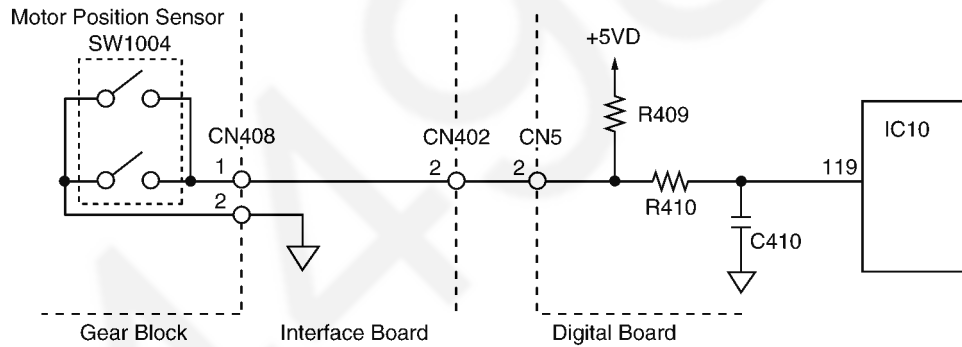 Motor Position Sensor
SW1004
+5VD
R409
IC10
CN408
CN402
CN5
1
2
2
119
R410
2
C410
Gear Block
Interface Board
Digital Board